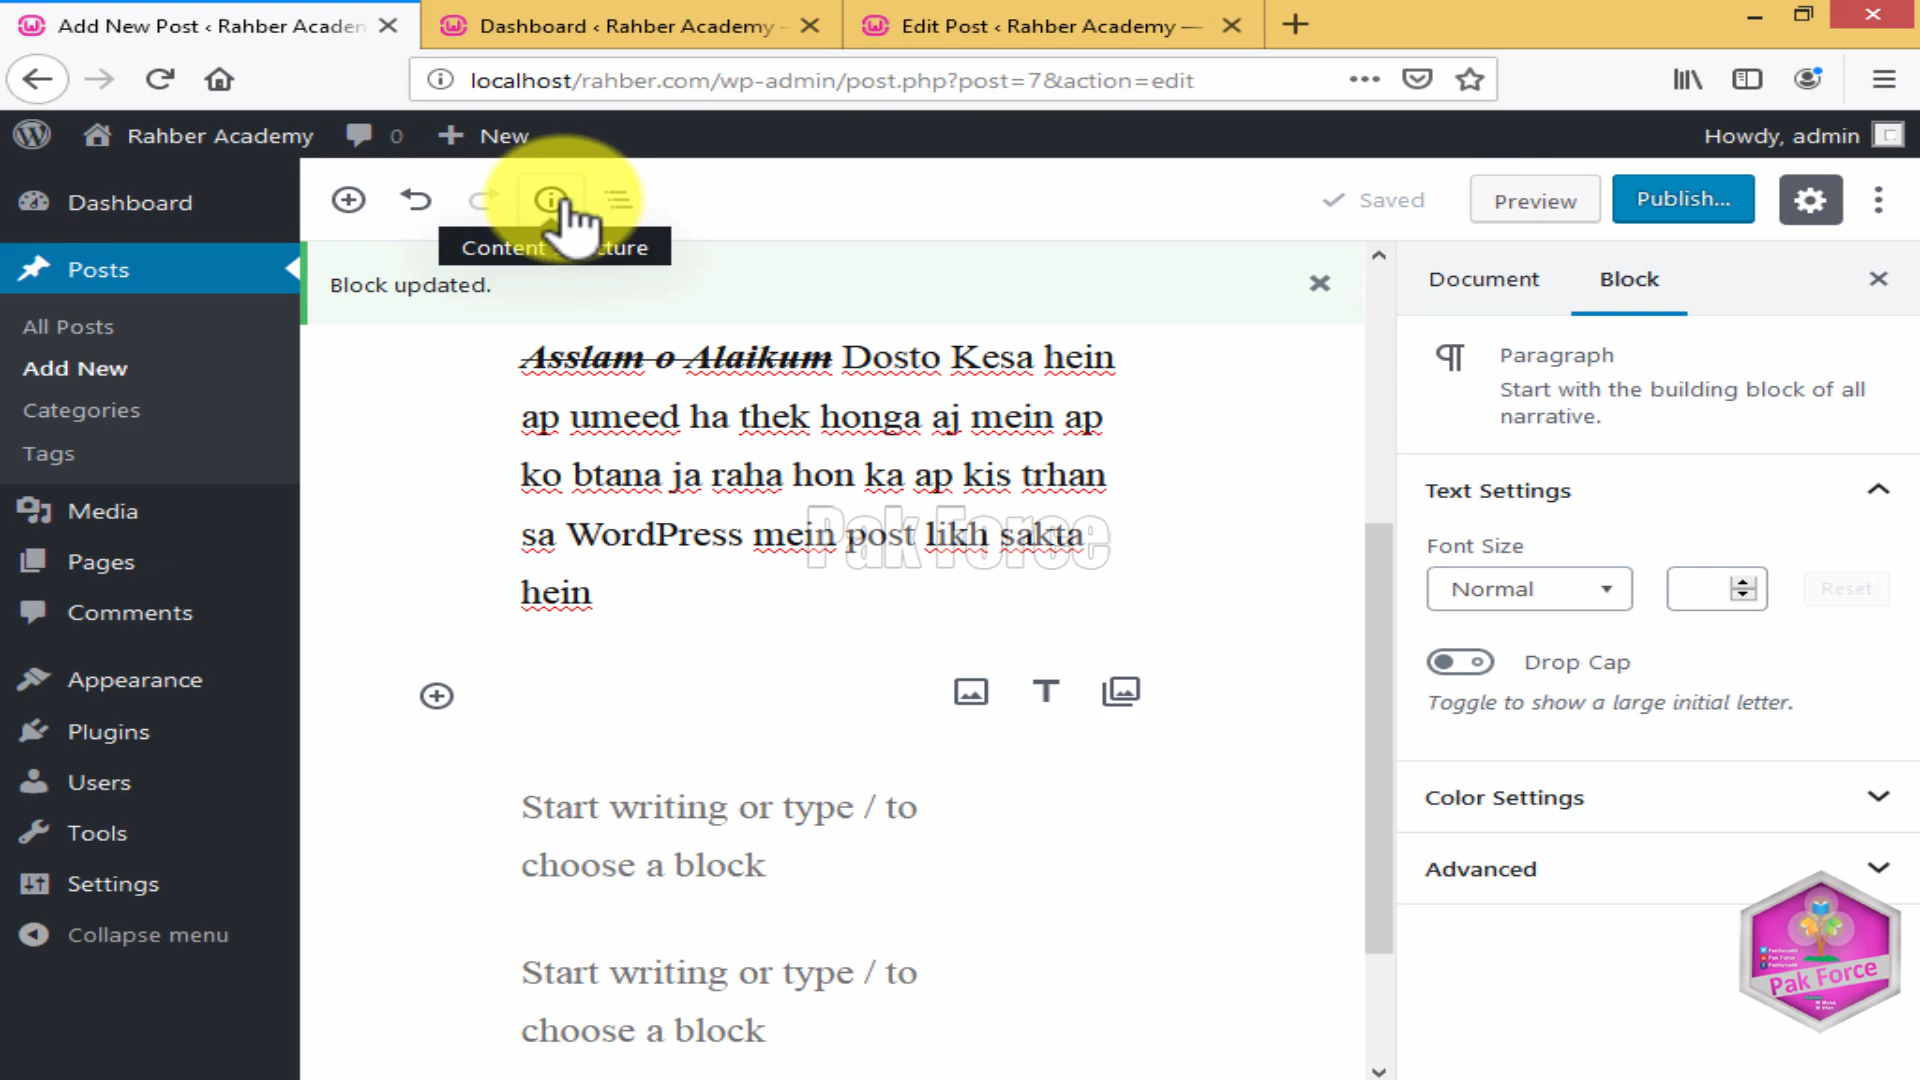 Add New Post ‹ Rahber Academ
Dashboard ‹ Rahber Academy -
Edit Post ‹ Rahber Academy —
localhost/rahber.com/wp-admin/post.php?post=7&action=edit
Rahber Academy 0 New
Howdy, admin
Dashboard
Posts
All Posts
Add New
Categories
Tags
Media
Pages
Comments
Appearance
Plugins
Users
Tools
Settings
Collapse menu
Saved
Preview
Publish...
Content
Block updated.
Asslam o Alaikum Dosto Kesa hein
ap umeed ha thek honga aj mein ap
ko btana ja raha hon ka ap kis trhan
sa WordPress mein post likh sakta
hein
Pak Force
Start writing or type / to
choose a block
Start writing or type / to
choose a block
Document
Block
Paragraph
Start with the building block of all
narrative.
Text Settings
Font Size
Normal
Reset
Drop Cap
Toggle to show a large initial letter.
Color Settings
Advanced
Pak Force